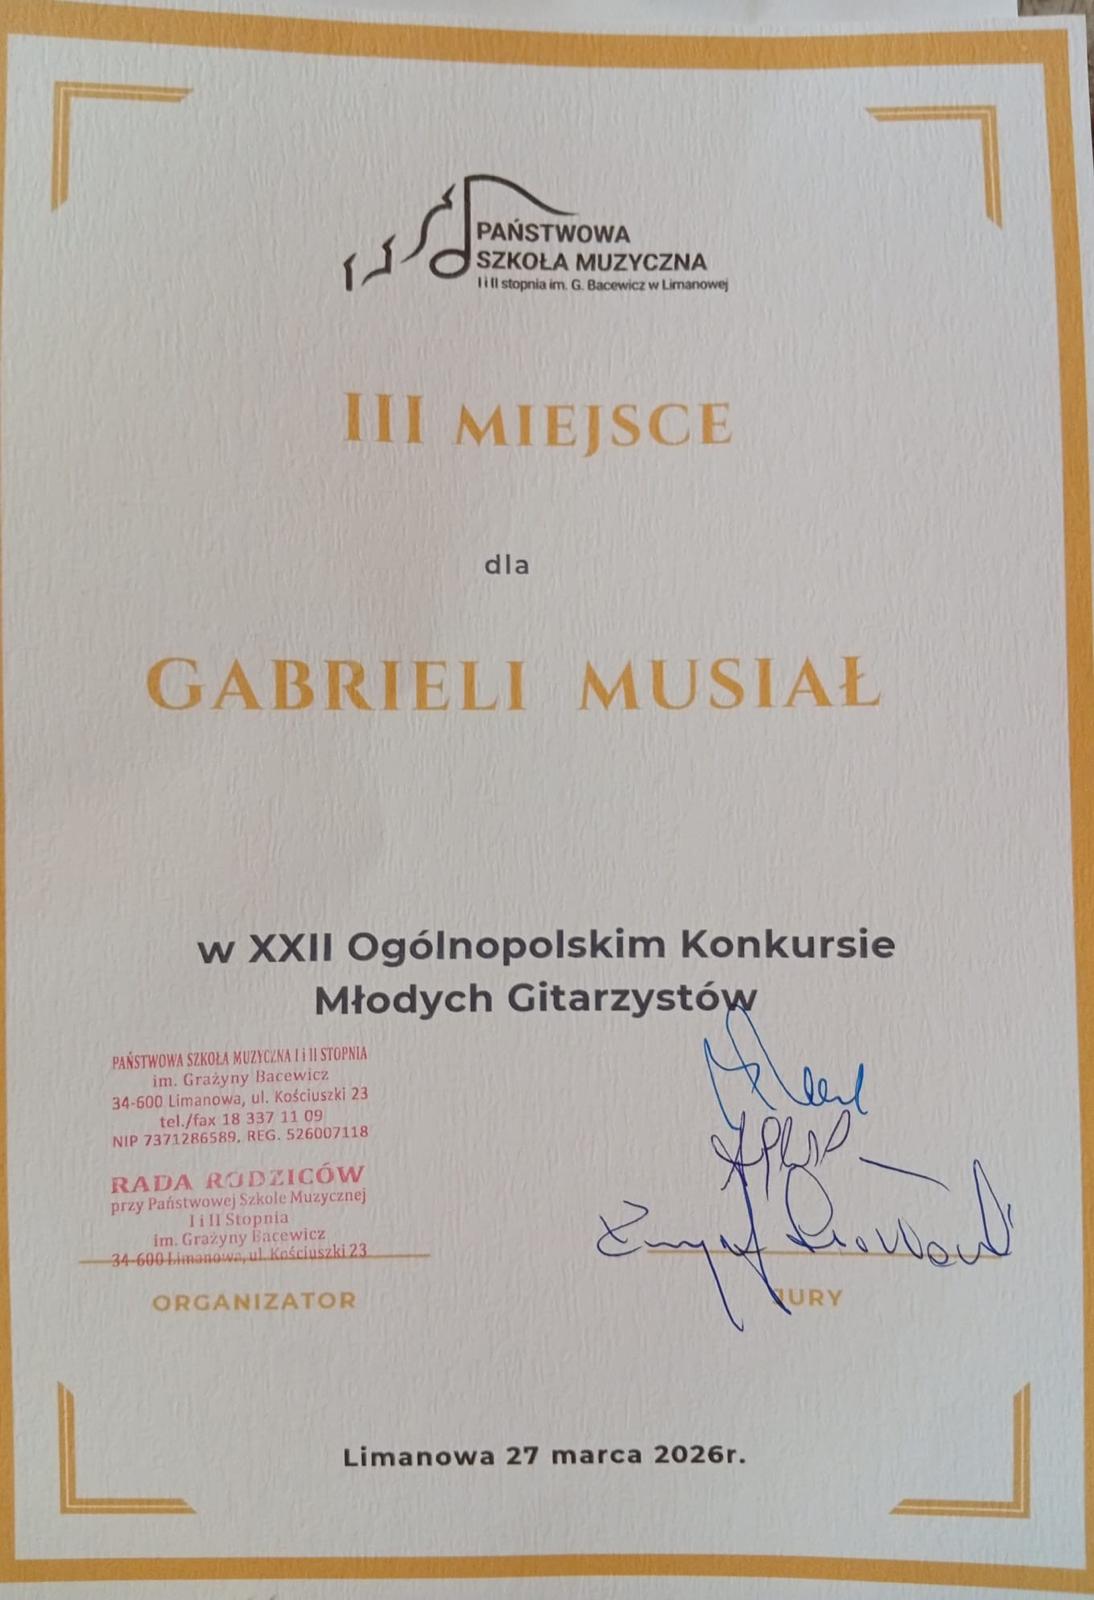 PAŃSTWOWA
SZKOŁA MUZYCZNA
I i II stopnia im. G. Bacewicz w Limanowej
III MIEJSCE
dla
GABRIELI MUSIAŁ
w XXII Ogólnopolskim Konkursie
Młodych Gitarzystów
PAŃSTWOWA SZKOŁA MUZYCZNA I i II STOPNIA
im. Grażyny Bacewicz
34-600 Limanowa, ul. Kościuszki 23
tel./fax 18 337 11 09
NIP 7371286589, REG. 526007118
RADA RODZICÓW
przy Państwowej Szkole Muzycznej
I i II Stopnia
im. Grażyny Bacewicz
34-600 Limanowa, ul. Kościuszki 23
ORGANIZATOR
JURY
Limanowa 27 marca 2026r.